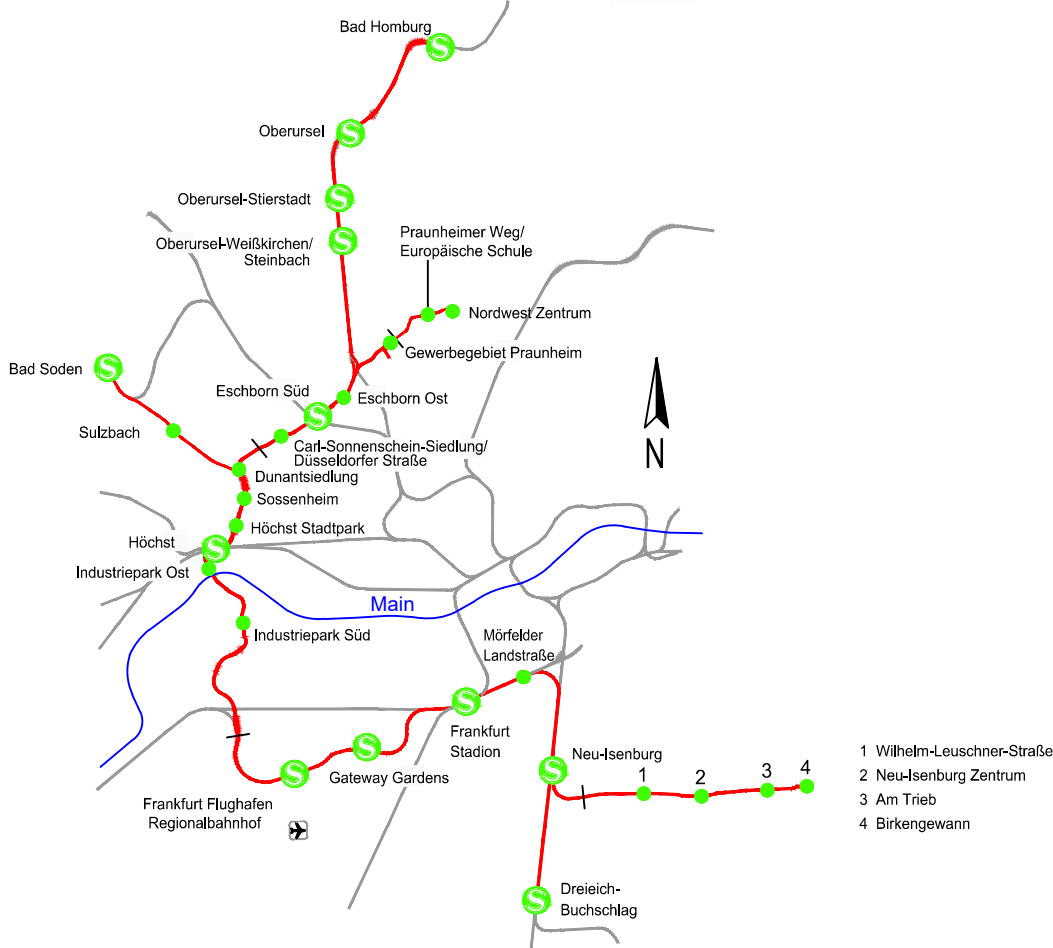 Bad Homburg
Oberursel
Oberursel-Stierstadt
Oberursel-Weißkirchen/
Steinbach
Praunheimer Weg/
Europäische Schule
Nordwest Zentrum
Gewerbegebiet Praunheim
Bad Soden
Eschborn Süd
Eschborn Ost
Sulzbach
Carl-Sonnenschein-Siedlung/
Düsseldorfer Straße
N
Dunantsiedlung
Sossenheim
Höchst Stadtpark
Höchst
Industriepark Ost
Main
Industriepark Süd
Mörfelder
Landstraße
Frankfurt
Stadion
Neu-Isenburg
Gateway Gardens
Frankfurt Flughafen
Regionalbahnhof
1 2 3 4
1 Wilhelm-Leuschner-Straße
2 Neu-Isenburg Zentrum
3 Am Trieb
4 Birkengewann
Dreieich-
Buchschlag
S
S
S
S
S
S
S
S
S
S
S
S